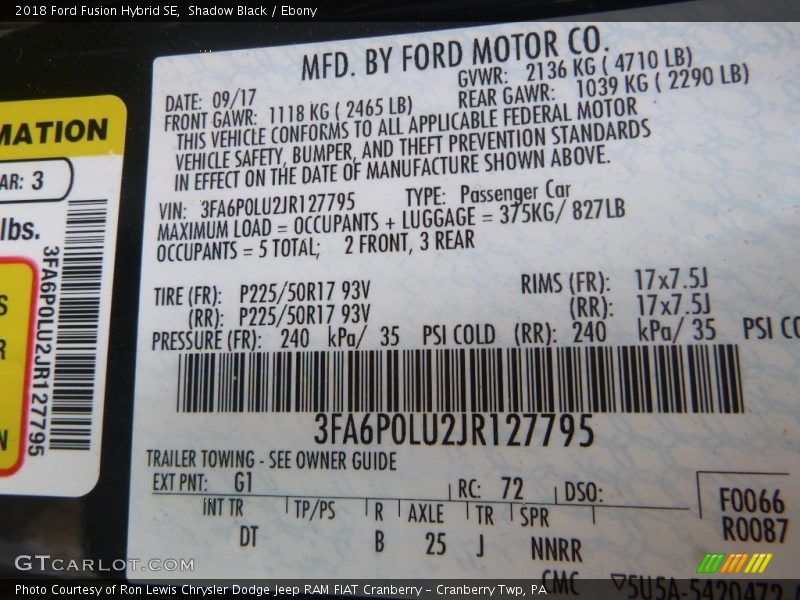 2018 Ford Fusion Hybrid SE, Shadow Black / Ebony
MFD. BY FORD MOTOR CO.
DATE: 09/17 GVWR: 2136 KG ( 4710 LB)
FRONT GAWR: 1118 KG ( 2465 LB) REAR GAWR: 1039 KG ( 2290 LB)
THIS VEHICLE CONFORMS TO ALL APPLICABLE FEDERAL MOTOR
VEHICLE SAFETY, BUMPER, AND THEFT PREVENTION STANDARDS
IN EFFECT ON THE DATE OF MANUFACTURE SHOWN ABOVE.
VIN: 3FA6P0LU2JR127795 TYPE: Passenger Car
MAXIMUM LOAD = OCCUPANTS + LUGGAGE = 375KG/ 827LB
OCCUPANTS = 5 TOTAL; 2 FRONT, 3 REAR
TIRE (FR): P225/50R17 93V RIMS (FR): 17x7.5J
(RR): P225/50R17 93V (RR): 17x7.5J
PRESSURE (FR): 240 kPa/ 35 PSI COLD (RR): 240 kPa/ 35 PSI CO
3FA6P0LU2JR127795
TRAILER TOWING - SEE OWNER GUIDE
EXT PNT: G1 RC: 72 DSO:
INT TR TP/PS R AXLE TR SPR
DT B 25 J NNRR
F0066
R0087
CMC ▽5U5A-5420472
MATION
AR: 3
lbs.
3FA6P0LU2JR127795
S
R
N
GTCARLOT.COM
Photo Courtesy of Ron Lewis Chrysler Dodge Jeep RAM FIAT Cranberry - Cranberry Twp, PA